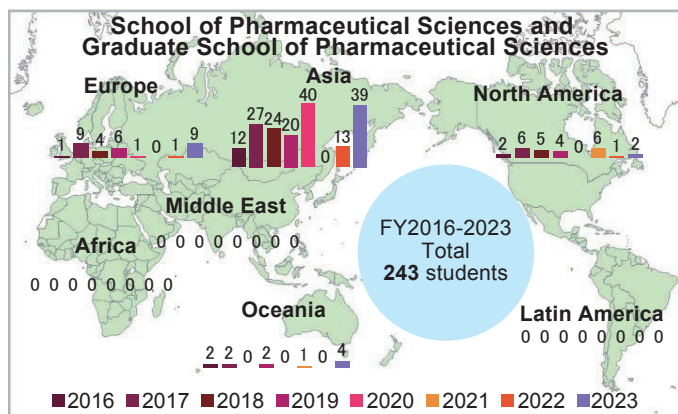 School of Pharmaceutical Sciences and
Graduate School of Pharmaceutical Sciences
Europe
1 9 4 6 1 0 1 9
Asia
12 27 24 20 40 0 13 39
North America
2 6 5 4 0 6 1 2
Middle East
0 0 0 0 0 0 0 0
Africa
0 0 0 0 0 0 0 0
FY2016-2023
Total
243 students
Oceania
2 2 0 2 0 1 0 4
Latin America
0 0 0 0 0 0 0 0
2016 2017 2018 2019 2020 2021 2022 2023